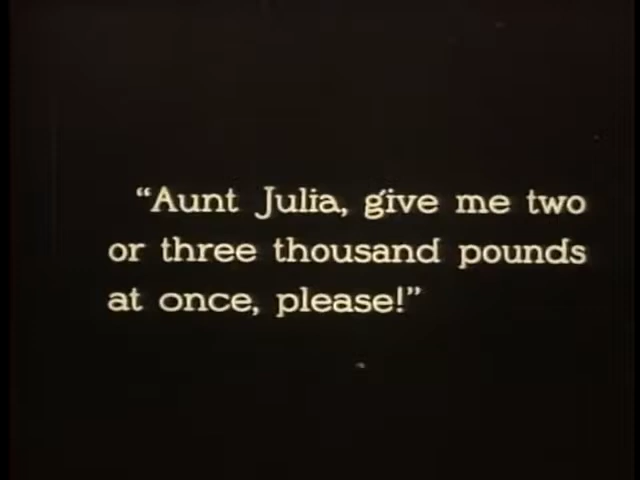 “Aunt Julia, give me two
or three thousand pounds
at once, please!”